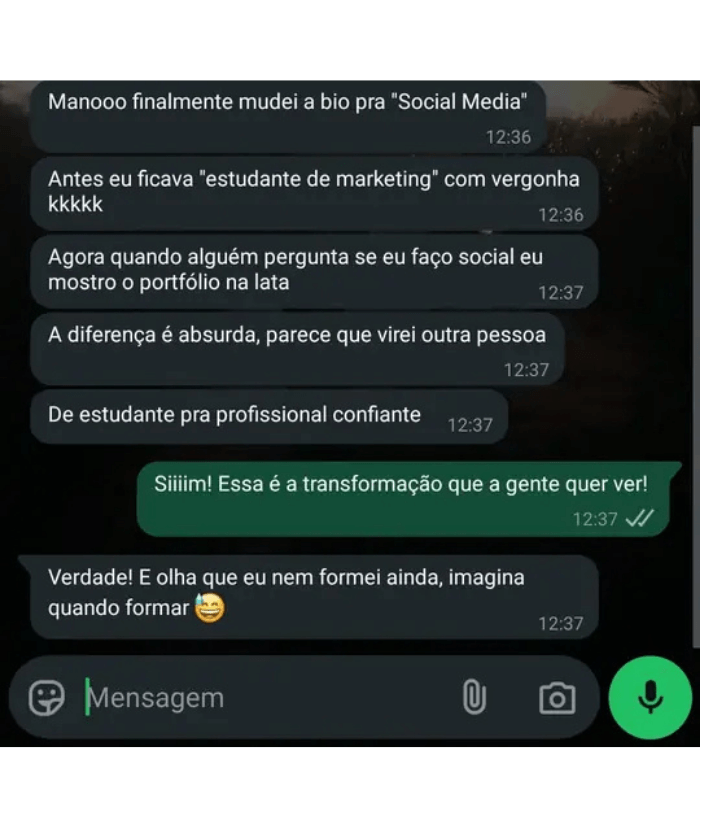 Manooo finalmente mudei a bio pra "Social Media"
12:36
Antes eu ficava "estudante de marketing" com vergonha
kkkkk
12:36
Agora quando alguém pergunta se eu faço social eu
mostro o portfólio na lata
12:37
A diferença é absurda, parece que virei outra pessoa
12:37
De estudante pra profissional confiante 12:37
Siiiim! Essa é a transformação que a gente quer ver!
12:37
Verdade! E olha que eu nem formei ainda, imagina
quando formar 😅
12:37
Mensagem